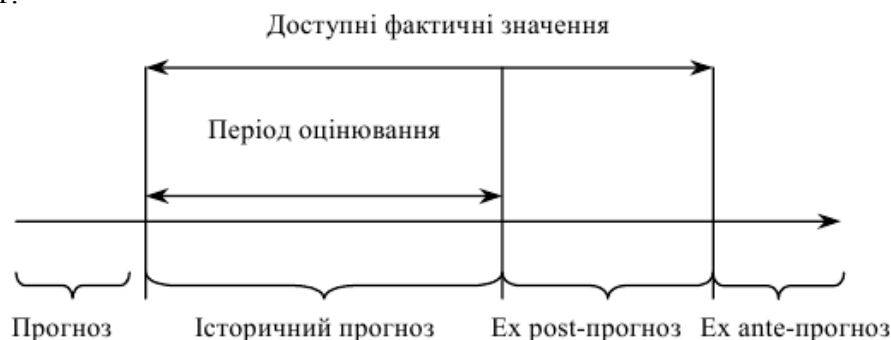 Доступні фактичні значення
Період оцінювання
Прогноз Історичний прогноз Ex post-прогноз Ex ante-прогноз